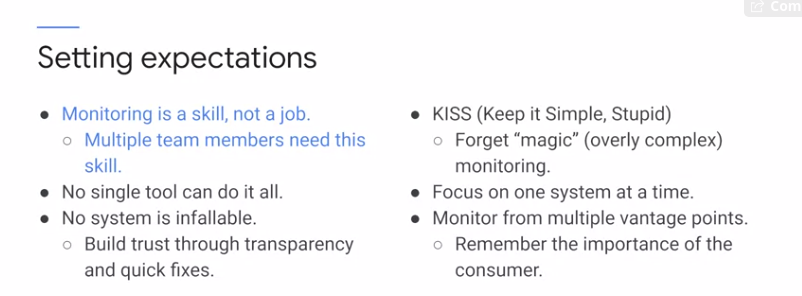 Com
Setting expectations
● Monitoring is a skill, not a job.
○ Multiple team members need this
skill.
● No single tool can do it all.
● No system is infallable.
○ Build trust through transparency
and quick fixes.
● KISS (Keep it Simple, Stupid)
○ Forget “magic” (overly complex)
monitoring.
● Focus on one system at a time.
● Monitor from multiple vantage points.
○ Remember the importance of the
consumer.